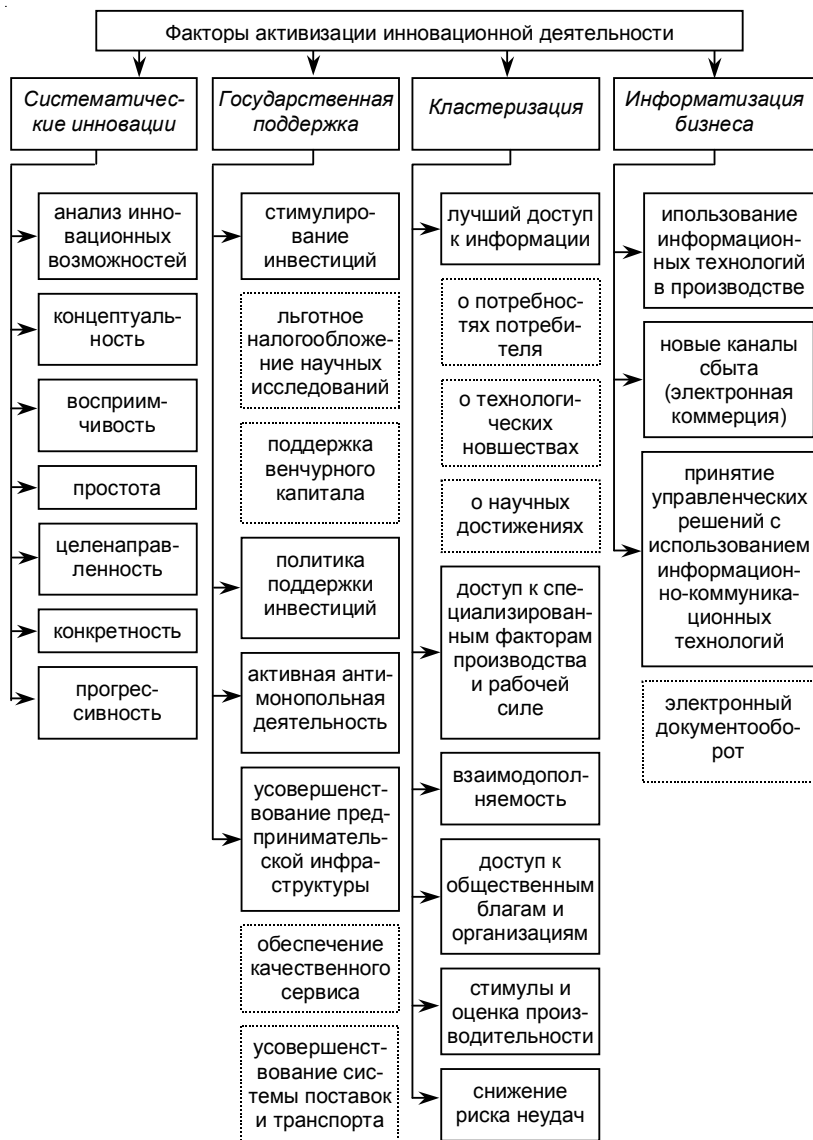 Факторы активизации инновационной деятельности
Систематичес-
кие инновации
анализ инно-
вационных
возможностей
концептуаль-
ность
восприим-
чивость
простота
целенаправ-
ленность
конкретность
прогрес-
сивность
Государственная
поддержка
стимулиро-
вание
инвестиций
льготное
налогообложе-
ние научных
исследований
поддержка
венчурного
капитала
политика
поддержки
инвестиций
активная анти-
монопольная
деятельность
усовершенст-
вование пред-
приниматель-
ской инфра-
структуры
обеспечение
качественного
сервиса
усовершенст-
вование сис-
темы поставок
и транспорта
Кластеризация
лучший доступ
к информации
о потребнос-
тях потреби-
теля
о технологи-
ческих
новшествах
о научных
достижениях
доступ к спе-
циализирован-
ным факторам
производства
и рабочей
силе
взаимодопол-
няемость
доступ к
общественным
благам и
организациям
стимулы и
оценка произ-
водительности
снижение
риска неудач
Информатизация
бизнеса
ипользование
информацион-
ных технологий
в производстве
новые каналы
сбыта
(электронная
коммерция)
принятие
управленческих
решений с
использованием
информацион-
но-коммуника-
ционных
технологий
электронный
документообо-
рот